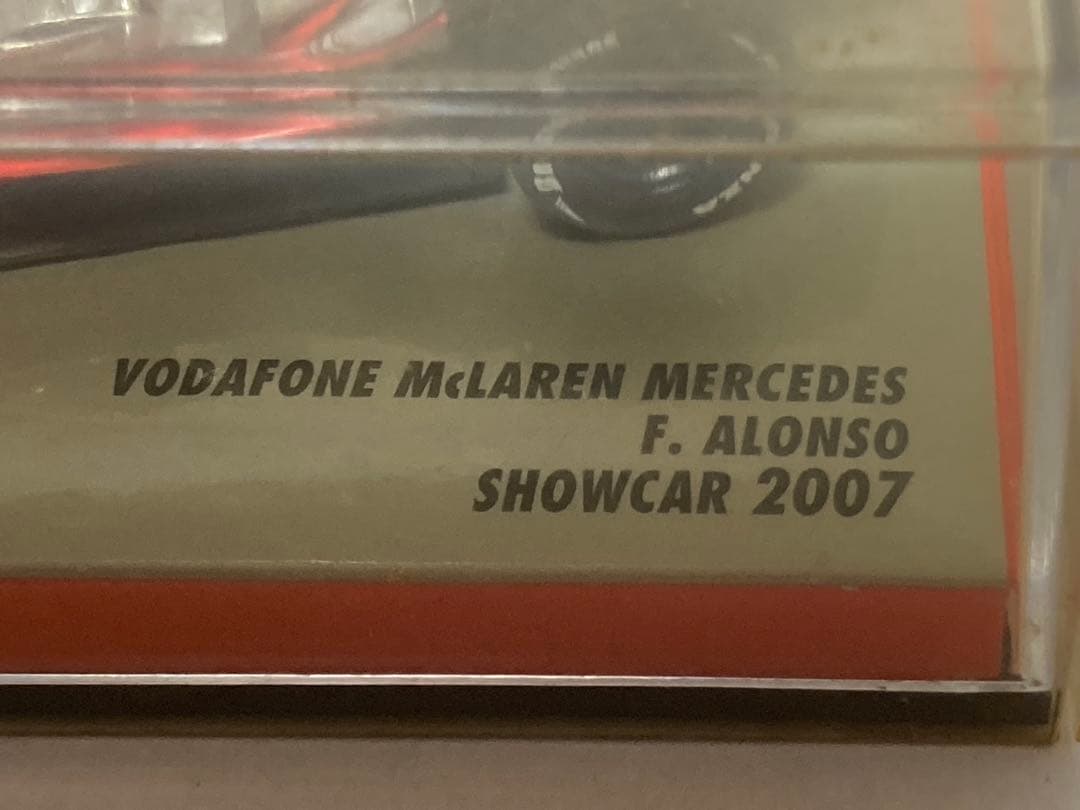 VODAFONE McLAREN MERCEDES
F. ALONSO
SHOWCAR 2007